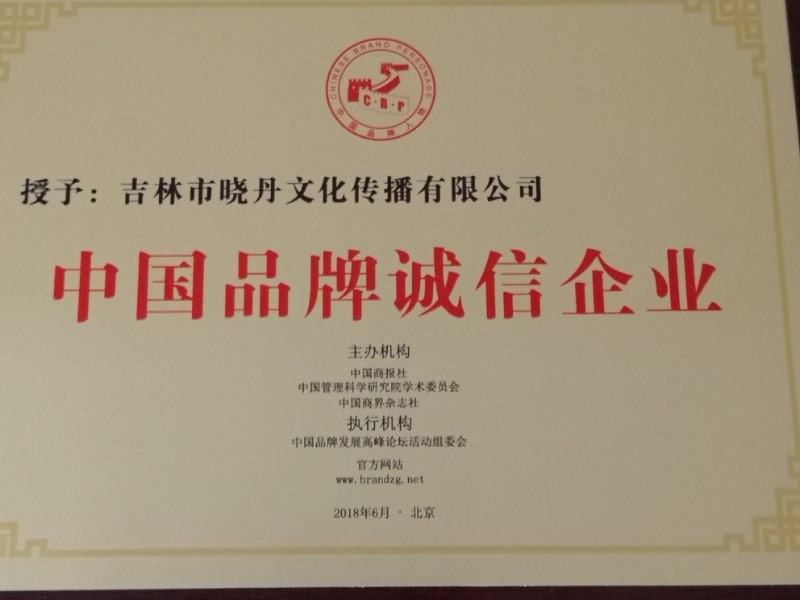 CHINESE BRAND PERSONAGE
C·B·P
中国品牌人物
授予：吉林市晓丹文化传播有限公司
中国品牌诚信企业
主办机构
中国商报社
中国管理科学研究院学术委员会
中国商界杂志社
执行机构
中国品牌发展高峰论坛活动组委会
官方网站
www.brandzg.net
2018年6月 · 北京